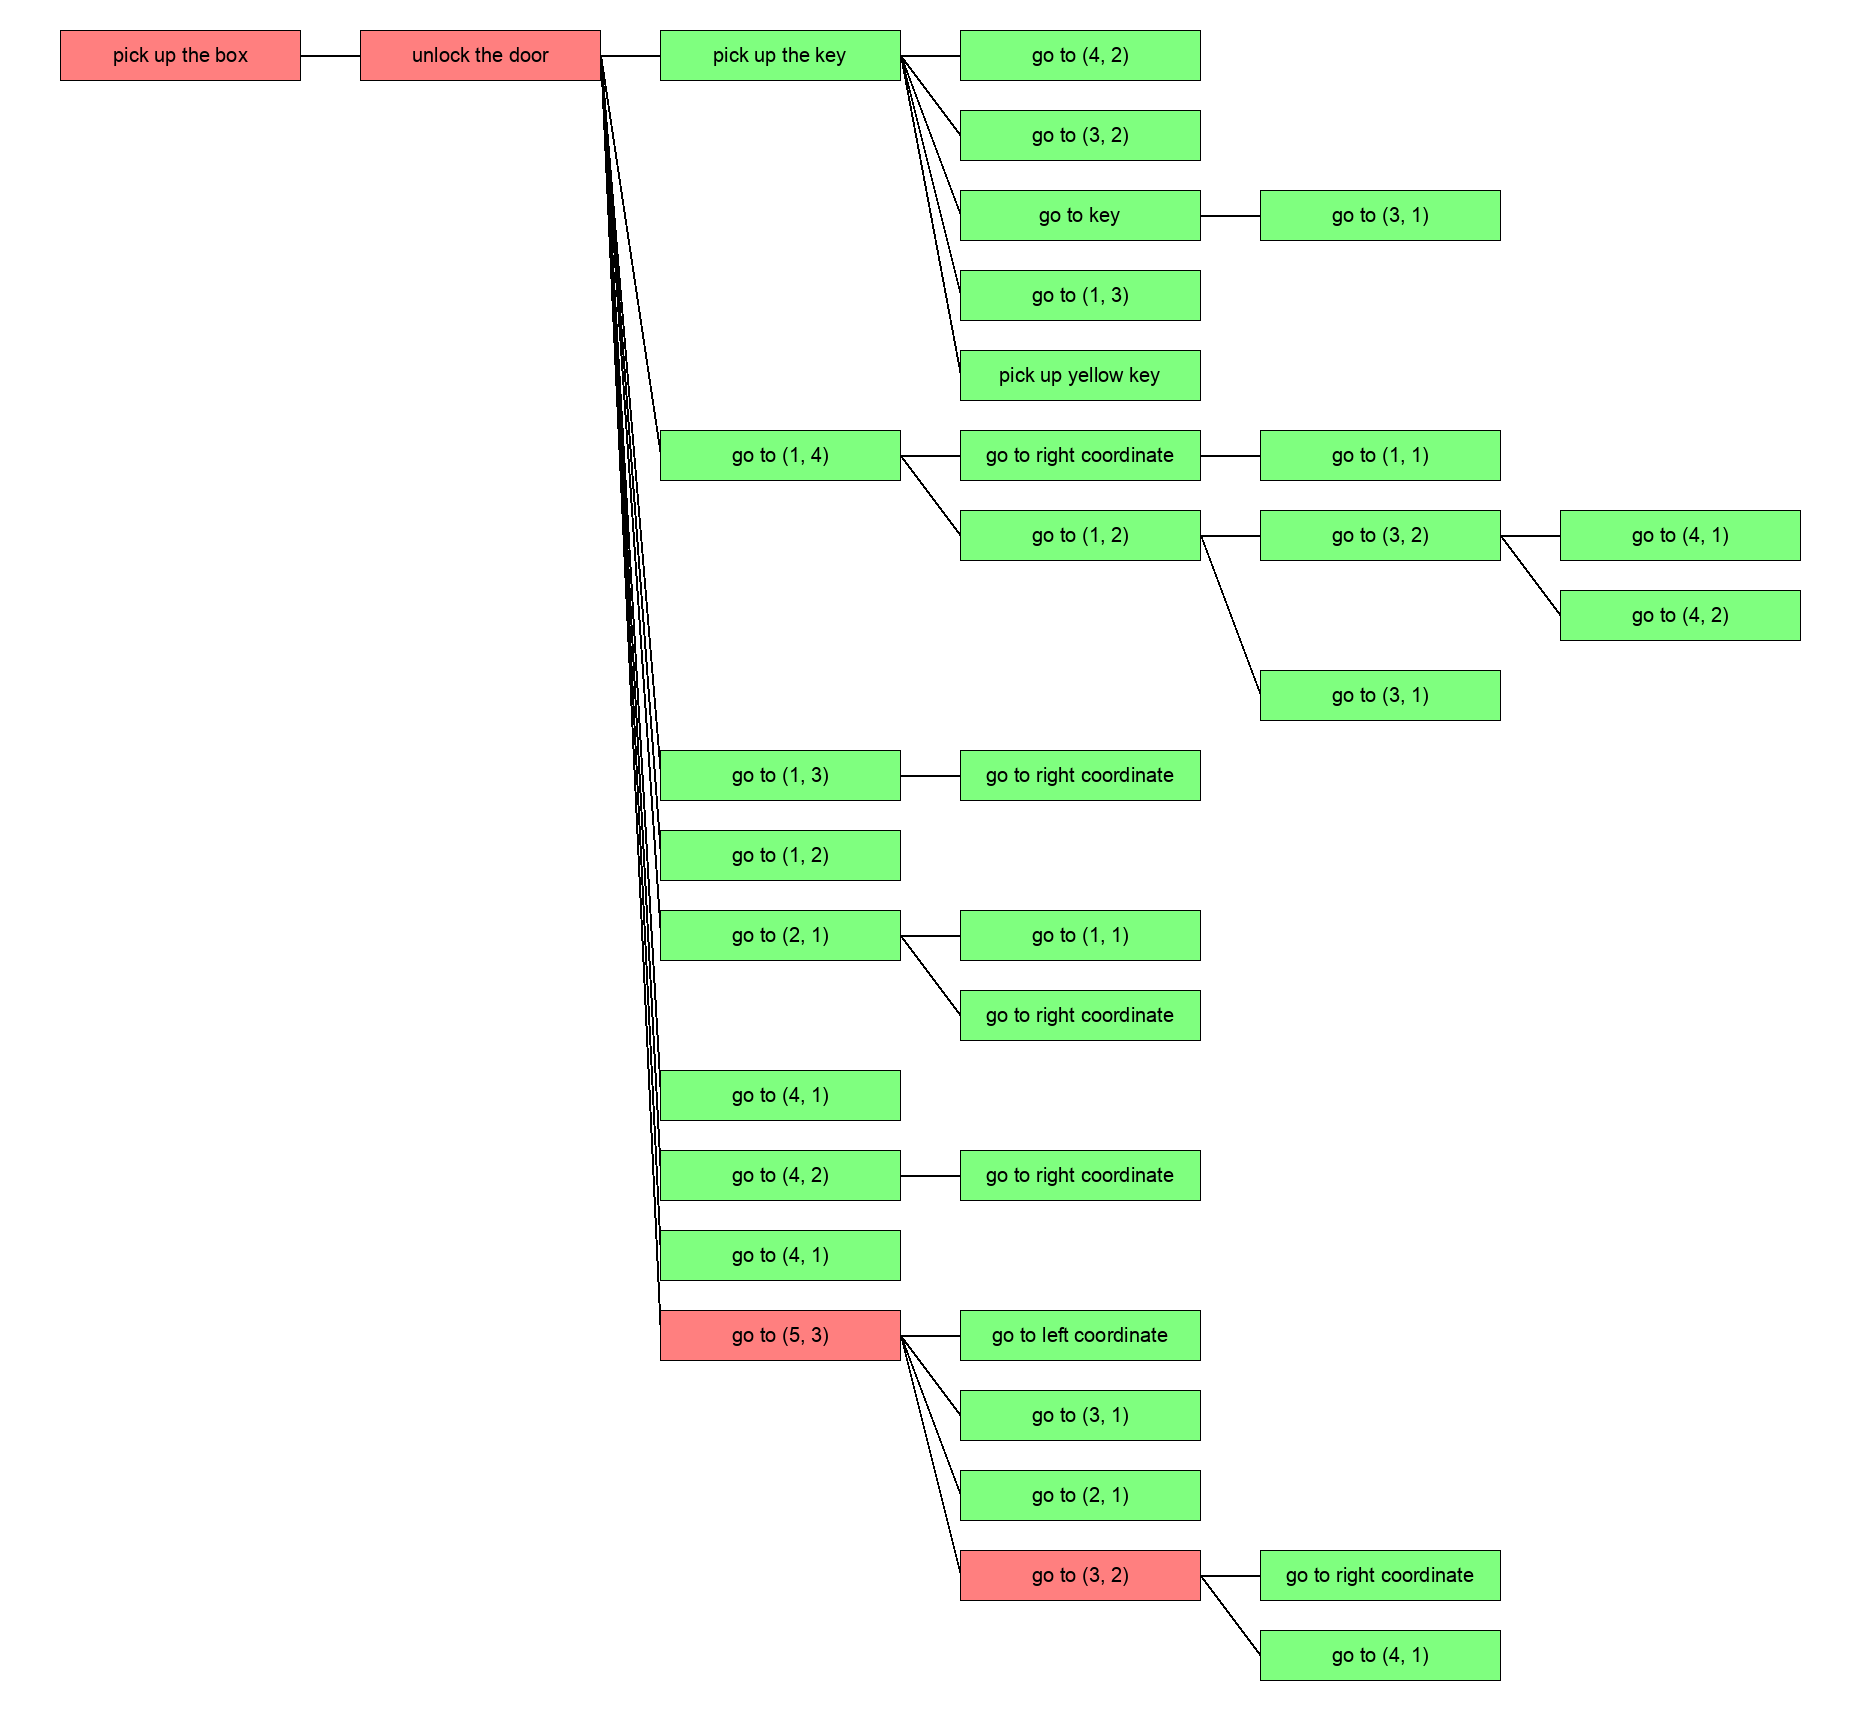 pick up the box
unlock the door
pick up the key
go to (4, 2)
go to (3, 2)
go to key
go to (3, 1)
go to (1, 3)
pick up yellow key
go to (1, 4)
go to right coordinate
go to (1, 1)
go to (1, 2)
go to (3, 2)
go to (4, 1)
go to (4, 2)
go to (3, 1)
go to (1, 3)
go to right coordinate
go to (1, 2)
go to (2, 1)
go to (1, 1)
go to right coordinate
go to (4, 1)
go to (4, 2)
go to right coordinate
go to (4, 1)
go to (5, 3)
go to left coordinate
go to (3, 1)
go to (2, 1)
go to (3, 2)
go to right coordinate
go to (4, 1)